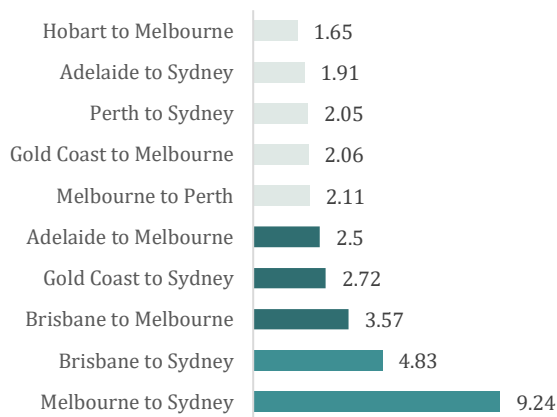 Hobart to Melbourne 1.65
Adelaide to Sydney 1.91
Perth to Sydney 2.05
Gold Coast to Melbourne 2.06
Melbourne to Perth 2.11
Adelaide to Melbourne 2.5
Gold Coast to Sydney 2.72
Brisbane to Melbourne 3.57
Brisbane to Sydney 4.83
Melbourne to Sydney 9.24